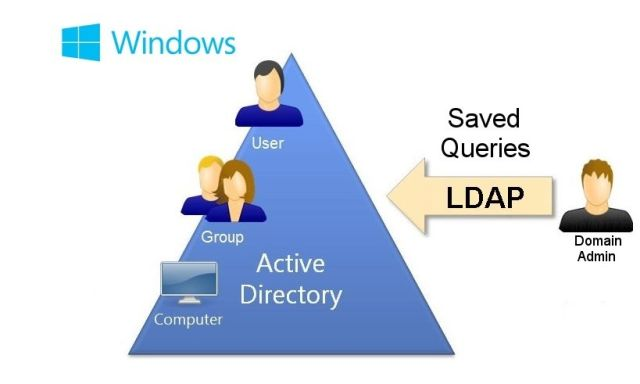 Windows
User
Saved
Queries
LDAP
Domain
Admin
Group
Active
Directory
Computer